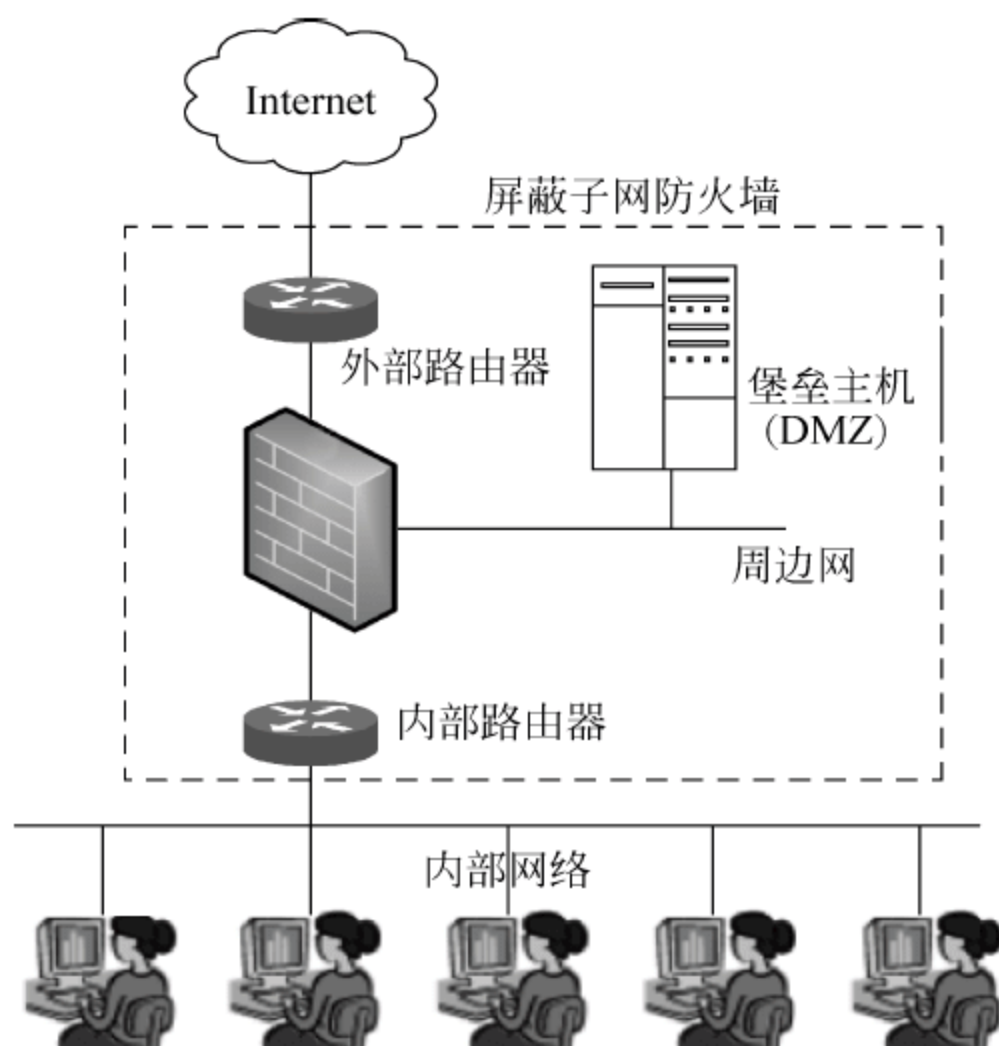 Internet
屏蔽子网防火墙
外部路由器
堡垒主机
(DMZ)
周边网
内部路由器
内部网络